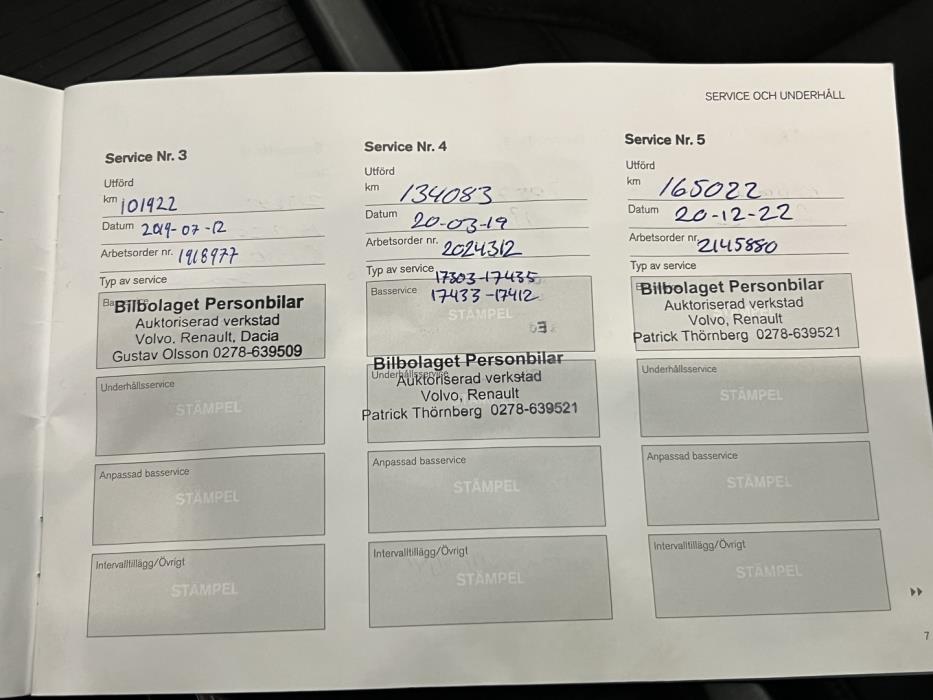 SERVICE OCH UNDERHÅLL
Service Nr. 3
Utförd
km 101922
Datum 2019-07-12
Arbetsorder nr. 1918977
Typ av service
Bilbolaget Personbilar
Auktoriserad verkstad
Volvo, Renault, Dacia
Gustav Olsson 0278-639509
Underhållsservice
STÄMPEL
Anpassad basservice
STÄMPEL
Intervalltillägg/Övrigt
STÄMPEL
Service Nr. 4
Utförd
km 134083
Datum 20-03-19
Arbetsorder nr. 2024312
Typ av service 17303-17435
Basservice 17433-17412
STÄMPEL
Bilbolaget Personbilar
Underhållsservice
Auktoriserad verkstad
Volvo, Renault
Patrick Thörnberg 0278-639521
Anpassad basservice
STÄMPEL
Intervalltillägg/Övrigt
STÄMPEL
Service Nr. 5
Utförd
km 165022
Datum 20-12-22
Arbetsorder nr. 2145880
Typ av service
Bilbolaget Personbilar
Auktoriserad verkstad
Volvo, Renault
Patrick Thörnberg 0278-639521
Underhållsservice
STÄMPEL
Anpassad basservice
STÄMPEL
Intervalltillägg/Övrigt
STÄMPEL
7